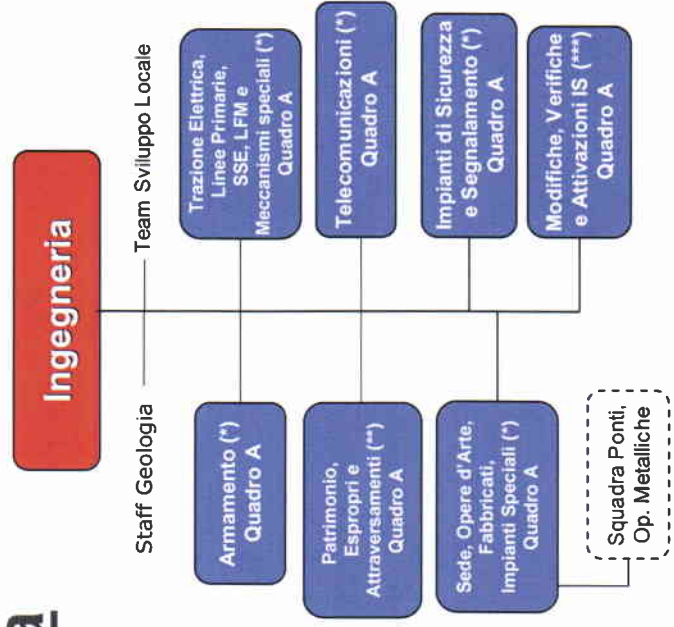 a
Ingegneria
Staff Geologia
Team Sviluppo Locale
Armamento (*)
Quadro A
Trazione Elettrica,
Linee Primarie,
SSE, LFM e
Meccanismi speciali (*)
Quadro A
Patrimonio,
Espropri e
Attraversamenti (**)
Quadro A
Telecomunicazioni (*)
Quadro A
Sede, Opere d'Arte,
Fabbricati,
Impianti Speciali (*)
Quadro A
Impianti di Sicurezza
e Segnalamento (*)
Quadro A
Modifiche, Verifiche
e Attivazioni IS (***)
Quadro A
Squadra Ponti,
Op. Metalliche